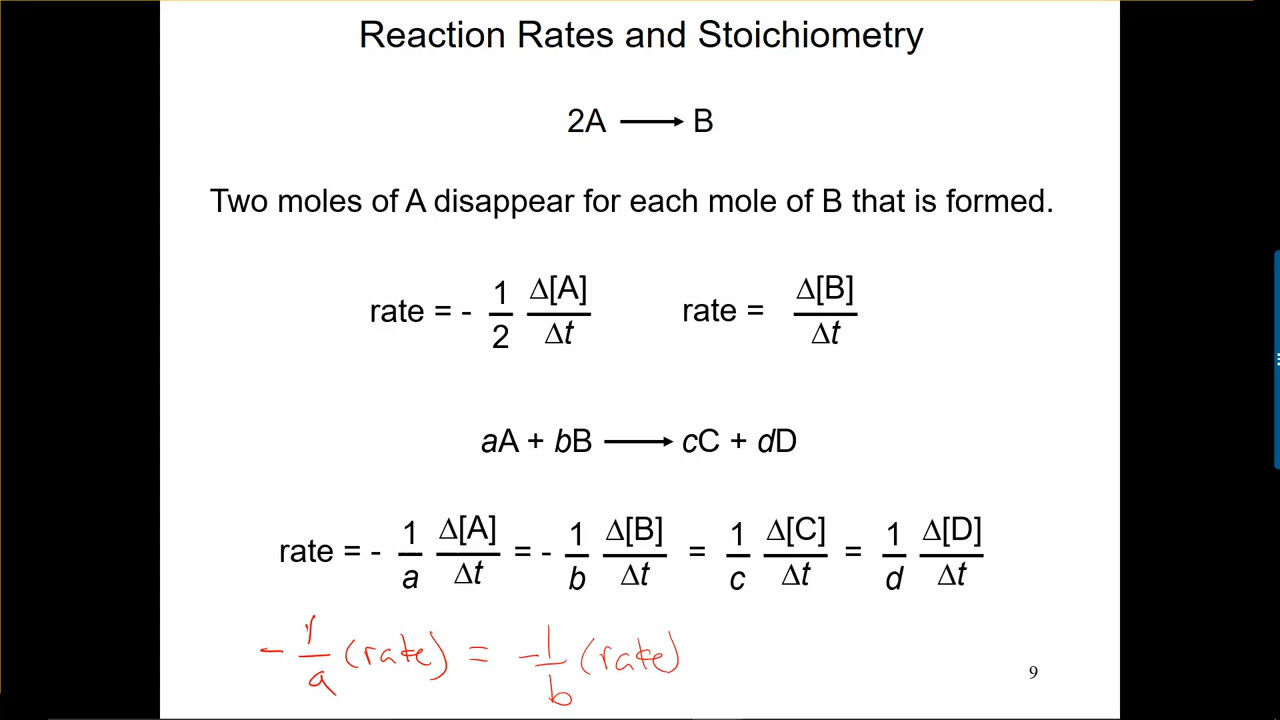 Reaction Rates and Stoichiometry
2A ⟶ B
Two moles of A disappear for each mole of B that is formed.
rate = - 1/2 Δ[A]/Δt rate = Δ[B]/Δt
aA + bB ⟶ cC + dD
rate = - 1/a Δ[A]/Δt = - 1/b Δ[B]/Δt = 1/c Δ[C]/Δt = 1/d Δ[D]/Δt
- 1/a (rate) = - 1/b (rate)
9